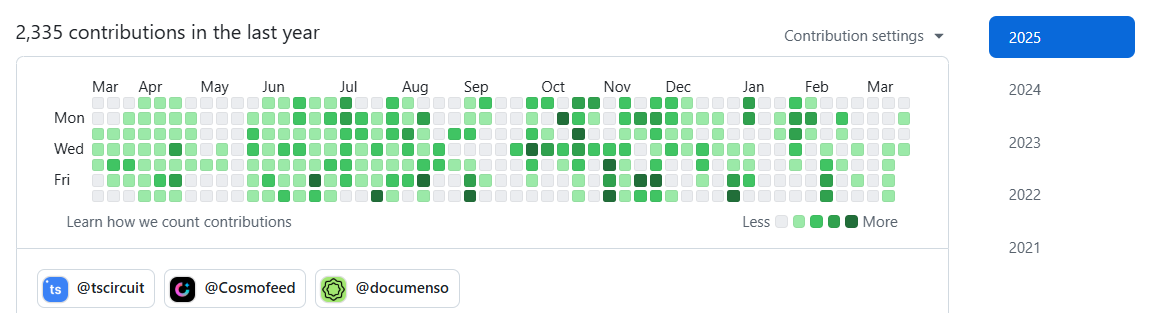 2,335 contributions in the last year
Contribution settings
2025
2024
2023
2022
2021
Mar Apr May Jun Jul Aug Sep Oct Nov Dec Jan Feb Mar
Mon
Wed
Fri
Learn how we count contributions
Less More
ts @tscircuit @Cosmofeed @documenso